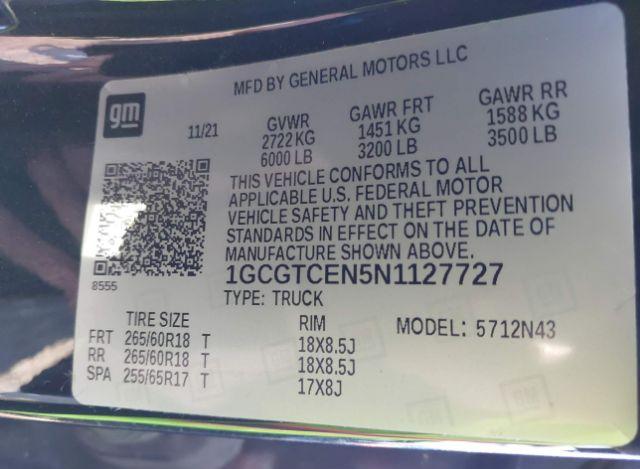 MFD BY GENERAL MOTORS LLC
gm
11/21
GVWR GAWR FRT GAWR RR
2722 KG 1451 KG 1588 KG
6000 LB 3200 LB 3500 LB
THIS VEHICLE CONFORMS TO ALL
APPLICABLE U.S. FEDERAL MOTOR
VEHICLE SAFETY AND THEFT PREVENTION
STANDARDS IN EFFECT ON THE DATE OF
MANUFACTURE SHOWN ABOVE.
8555
1GCGTCEN5N1127727
TYPE: TRUCK
TIRE SIZE RIM MODEL: 5712N43
FRT 265/60R18 T 18X8.5J
RR 265/60R18 T 18X8.5J
SPA 255/65R17 T 17X8J